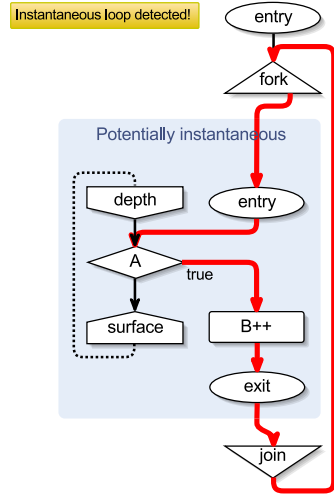 Instantaneous loop detected!
entry
fork
Potentially instantaneous
depth
entry
A
true
surface
B++
exit
join